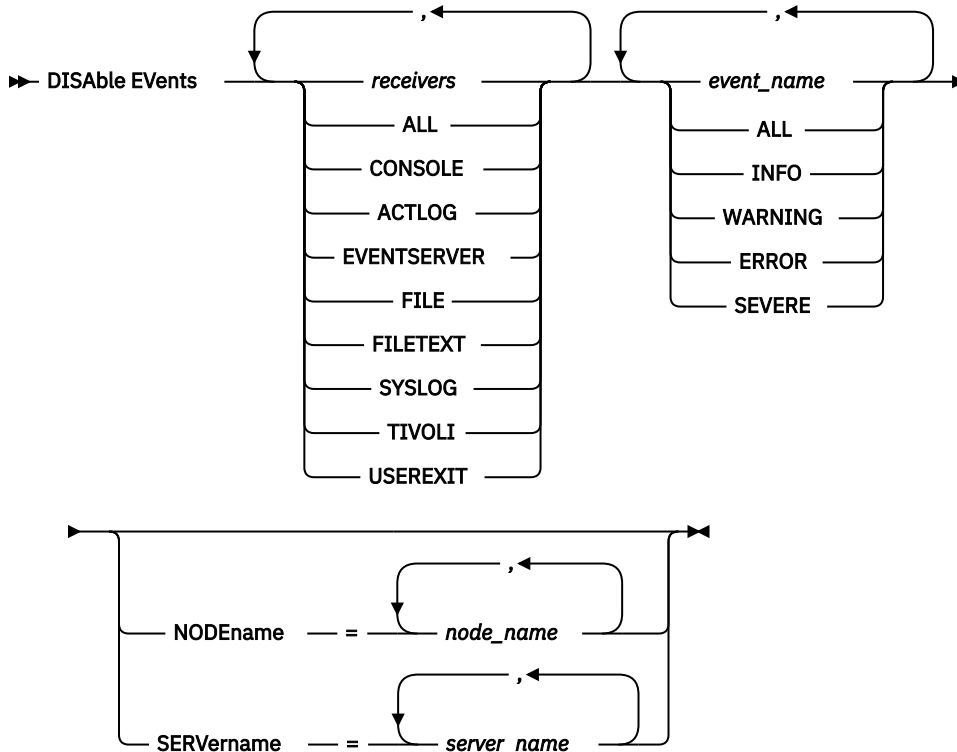 , ,
DISAble EVents receivers event_name
ALL ALL
CONSOLE INFO
ACTLOG WARNING
EVENTSERVER ERROR
FILE SEVERE
FILETEXT
SYSLOG
TIVOLI
USEREXIT
,
NODEname = node_name
,
SERVername = server_name